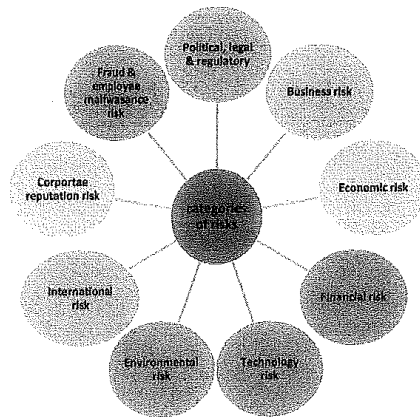 Political, legal
& regulatory
Business risk
Economic risk
Financial risk
Technology
risk
Environmental
risk
International
risk
Corportae
reputation risk
Fraud &
employee
malfwasance
risk
categories
of risks